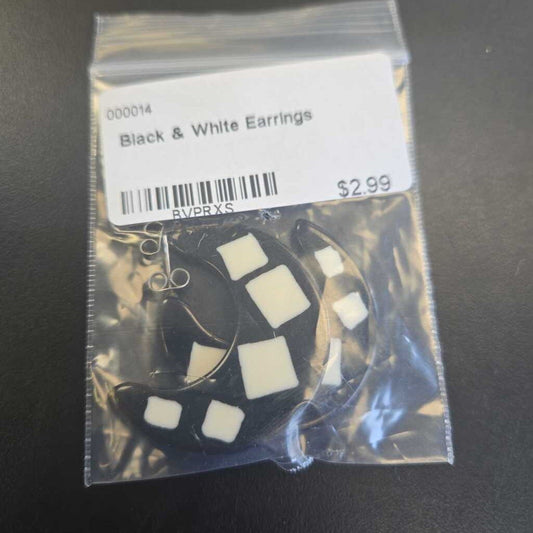 000014
Black & White Earrings
BVPRXS
$2.99